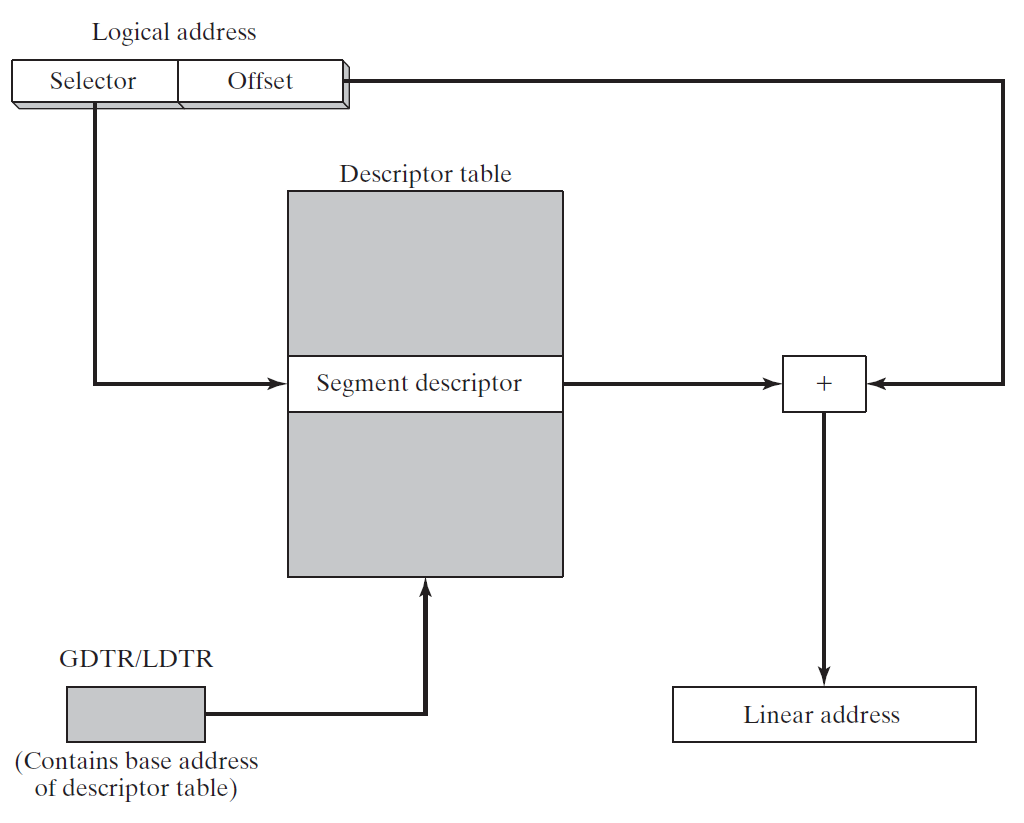 Logical address
Selector
Offset
Descriptor table
Segment descriptor
+
GDTR/LDTR
(Contains base address
of descriptor table)
Linear address